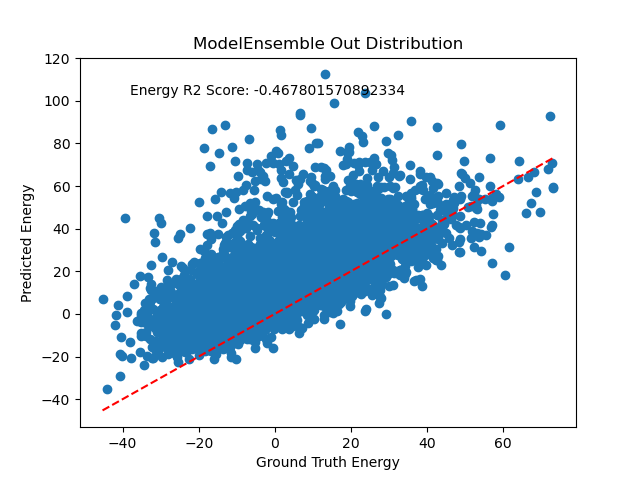 ModelEnsemble Out Distribution
Energy R2 Score: -0.467801570892334
Predicted Energy
120
100
80
60
40
20
0
−20
−40
−40 −20 0 20 40 60
Ground Truth Energy